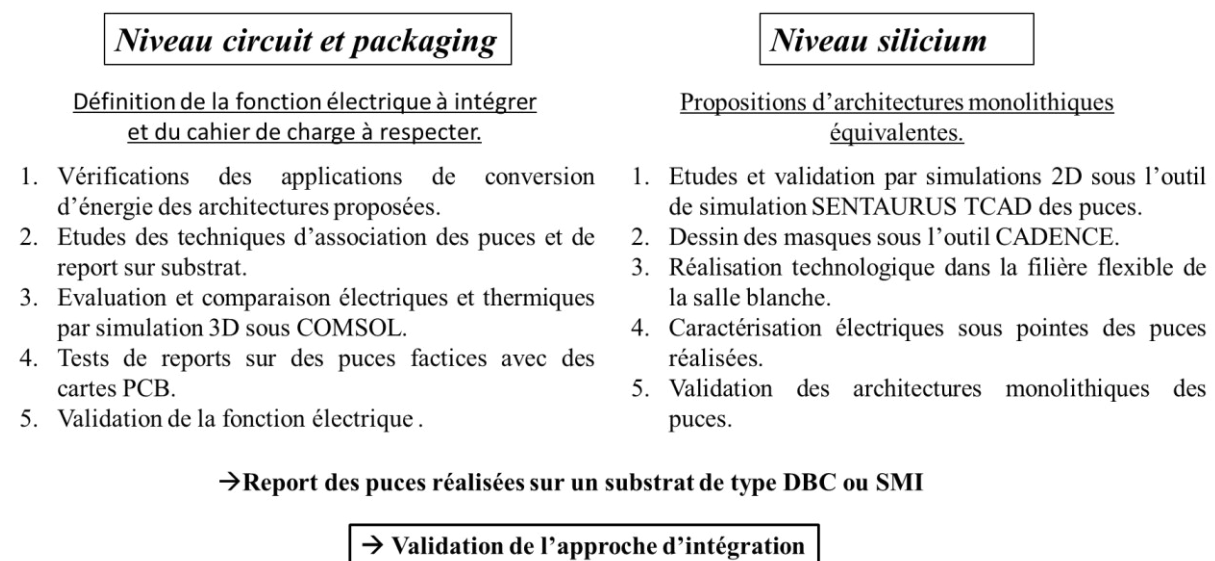 Niveau circuit et packaging
Définition de la fonction électrique à intégrer
et du cahier de charge à respecter.
1. Vérifications des applications de conversion
d’énergie des architectures proposées.
2. Etudes des techniques d’association des puces et de
report sur substrat.
3. Evaluation et comparaison électriques et thermiques
par simulation 3D sous COMSOL.
4. Tests de reports sur des puces factices avec des
cartes PCB.
5. Validation de la fonction électrique .
Niveau silicium
Propositions d’architectures monolithiques
équivalentes.
1. Etudes et validation par simulations 2D sous l’outil
de simulation SENTAURUS TCAD des puces.
2. Dessin des masques sous l’outil CADENCE.
3. Réalisation technologique dans la filière flexible de
la salle blanche.
4. Caractérisation électriques sous pointes des puces
réalisées.
5. Validation des architectures monolithiques des
puces.
→Report des puces réalisées sur un substrat de type DBC ou SMI
→ Validation de l’approche d’intégration